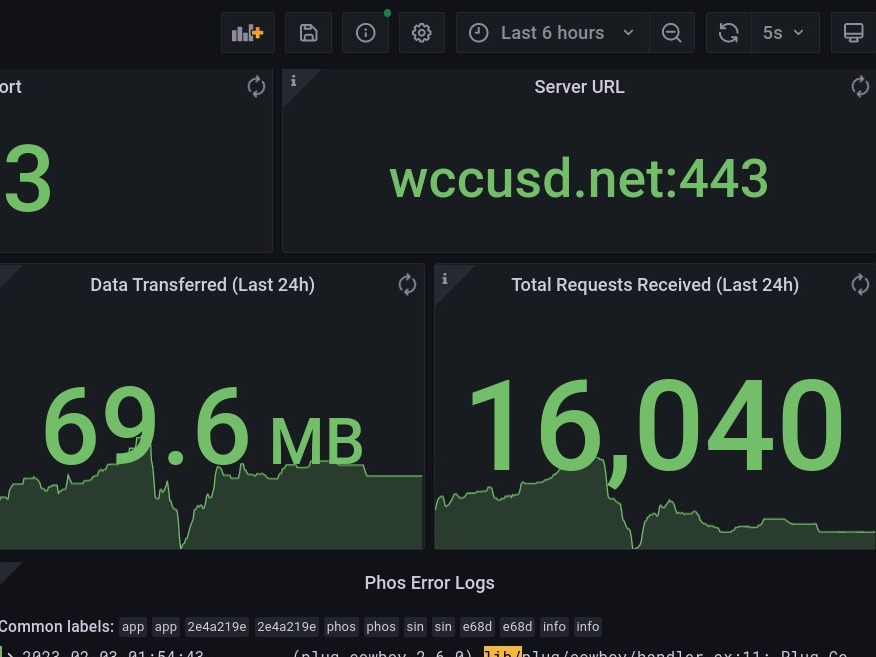 Last 6 hours
5s
ort
Server URL
3
wccusd.net:443
Data Transferred (Last 24h)
Total Requests Received (Last 24h)
69.6 MB
16,040
Phos Error Logs
Common labels: app app 2e4a219e 2e4a219e phos phos sin sin e68d e68d info info
> 2023-02-03 01:54:43 (plug_cowboy 2.6.0) lib/plug/cowboy/handler.ex:11: Plug.Co